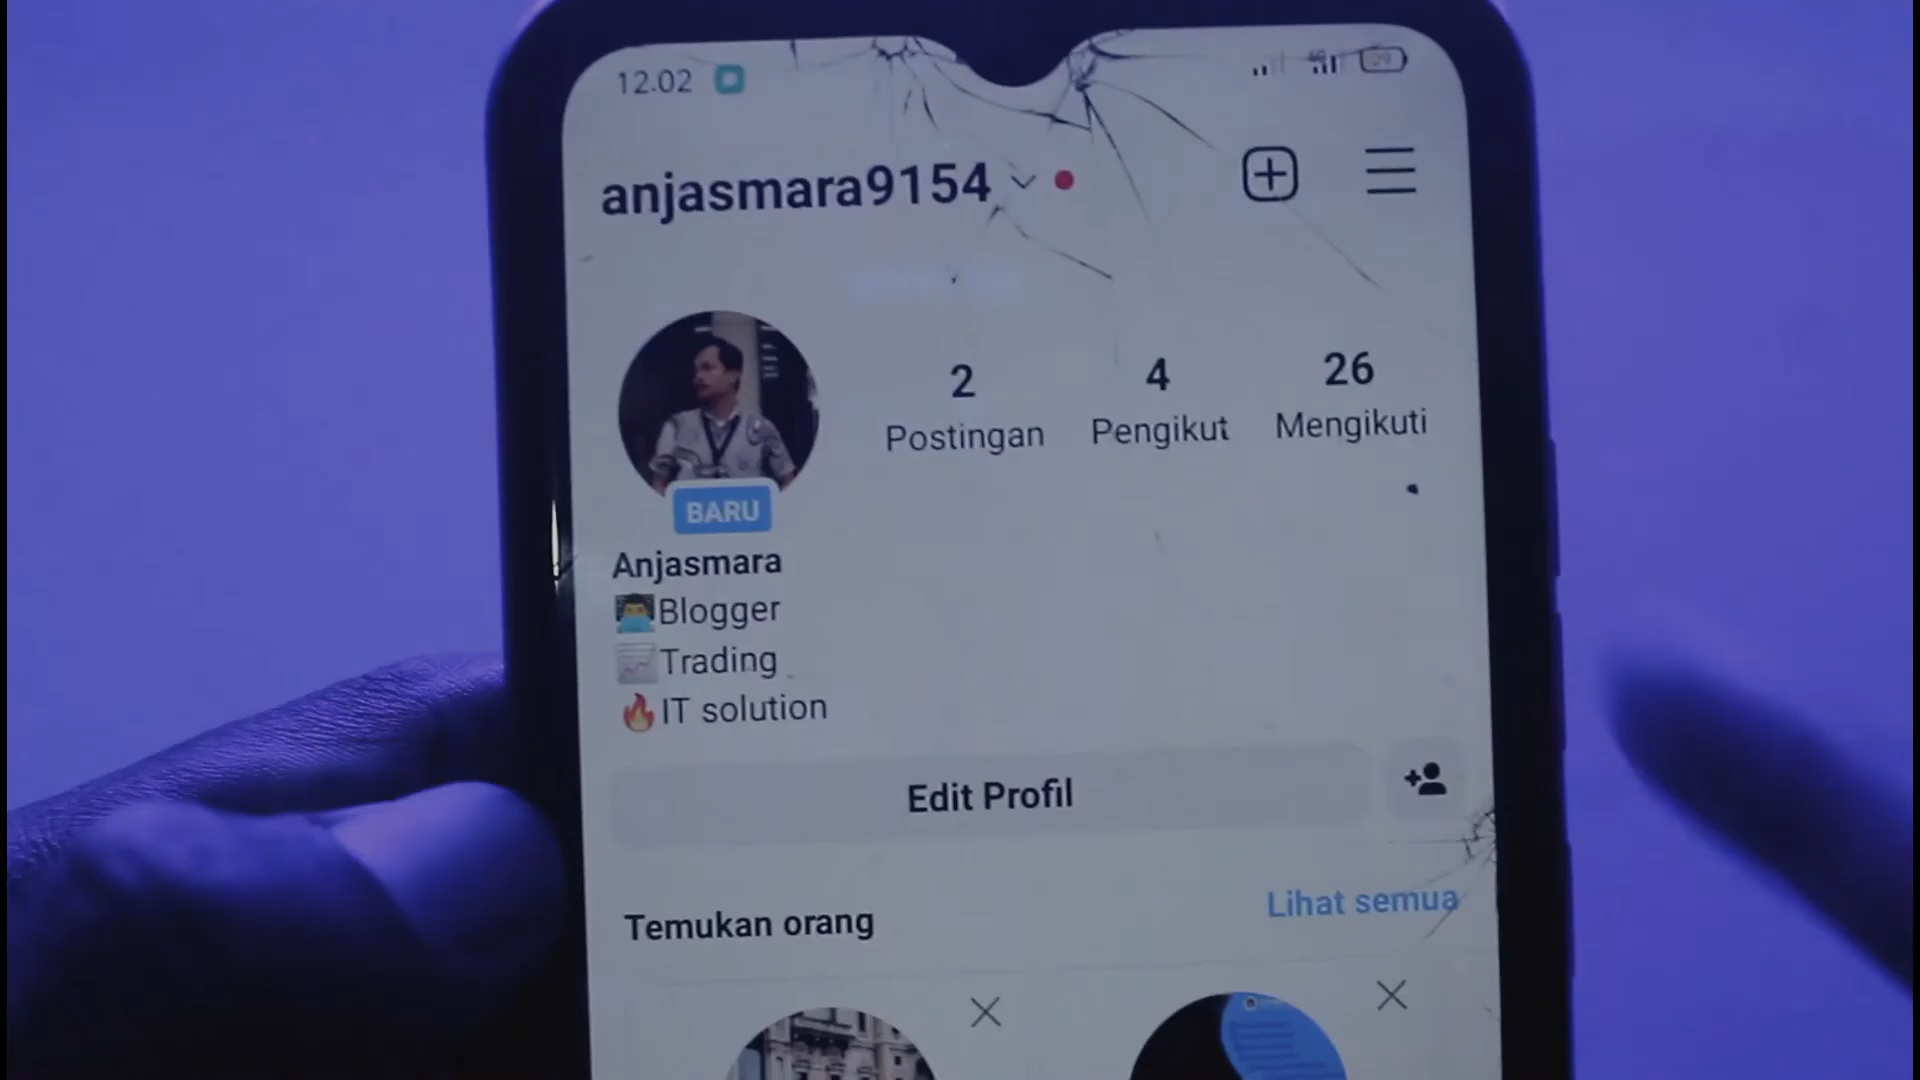 12.02
anjasmara9154
2 4 26
Postingan Pengikut Mengikuti
BARU
Anjasmara
Blogger
Trading
IT solution
Edit Profil
Temukan orang Lihat semua